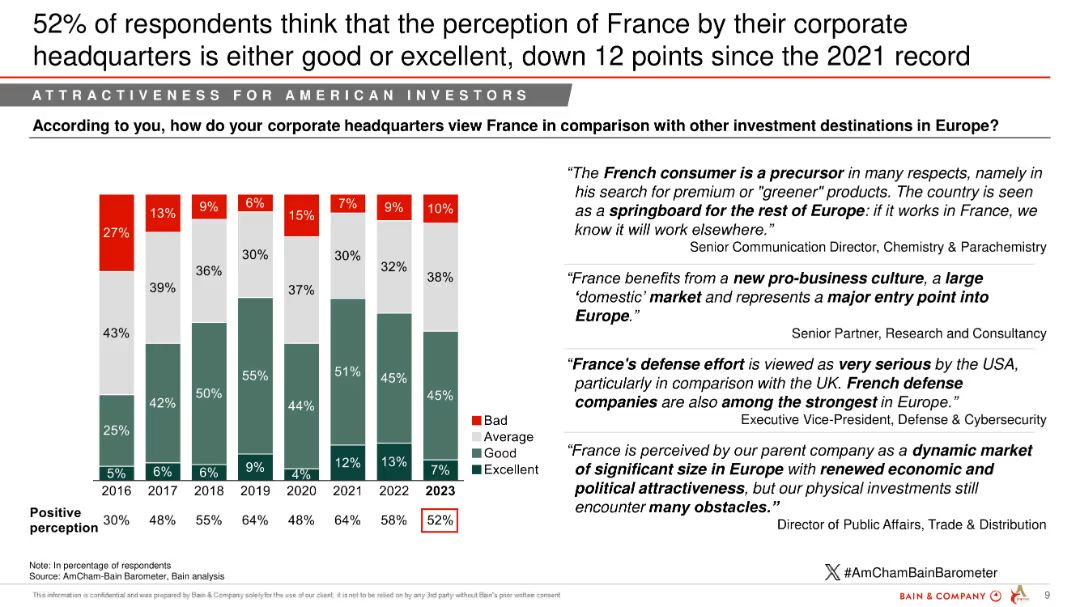 52% of respondents think that the perception of France by their corporate
headquarters is either good or excellent, down 12 points since the 2021 record
ATTRACTIVENESS FOR AMERICAN INVESTORS
According to you, how do your corporate headquarters view France in comparison with other investment destinations in Europe?
27% 13% 9% 6% 15% 7% 9% 10%
43% 39% 36% 30% 37% 30% 32% 38%
25% 42% 50% 55% 44% 51% 45% 45%
5% 6% 6% 9% 4% 12% 13% 7%
2016 2017 2018 2019 2020 2021 2022 2023
Bad
Average
Good
Excellent
Positive
perception 30% 48% 55% 64% 48% 64% 58% 52%
“The French consumer is a precursor in many respects, namely in
his search for premium or "greener" products. The country is seen
as a springboard for the rest of Europe: if it works in France, we
know it will work elsewhere.”
Senior Communication Director, Chemistry & Parachemistry
“France benefits from a new pro-business culture, a large
‘domestic’ market and represents a major entry point into
Europe.”
Senior Partner, Research and Consultancy
“France's defense effort is viewed as very serious by the USA,
particularly in comparison with the UK. French defense
companies are also among the strongest in Europe.”
Executive Vice-President, Defense & Cybersecurity
“France is perceived by our parent company as a dynamic market
of significant size in Europe with renewed economic and
political attractiveness, but our physical investments still
encounter many obstacles.”
Director of Public Affairs, Trade & Distribution
Note: In percentage of respondents
Source: AmCham-Bain Barometer, Bain analysis
#AmChamBainBarometer
This information is confidential and was prepared by Bain & Company solely for the use of our client; it is not to be relied on by any 3rd party without Bain's prior written consent
BAIN & COMPANY
9